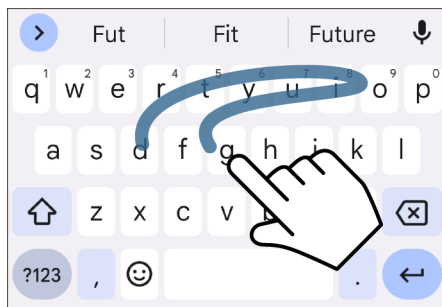 Fut Fit Future
q1 w2 e3 r4 t5 y6 u7 i8 o9 p0
a s d f g h j k l
z x c v
?123 , .